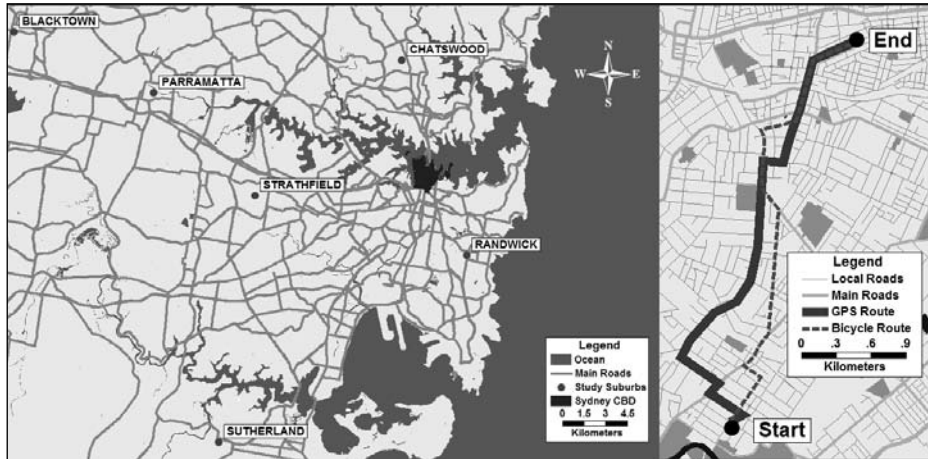 BLACKTOWN
CHATSWOOD
PARRAMATTA
N
W E
S
STRATHFIELD
RANDWICK
SUTHERLAND
Legend
Ocean
Main Roads
Study Suburbs
Sydney CBD
0 1.5 3 4.5
Kilometers
End
Legend
Local Roads
Main Roads
GPS Route
Bicycle Route
0 .3 .6 .9
Kilometers
Start